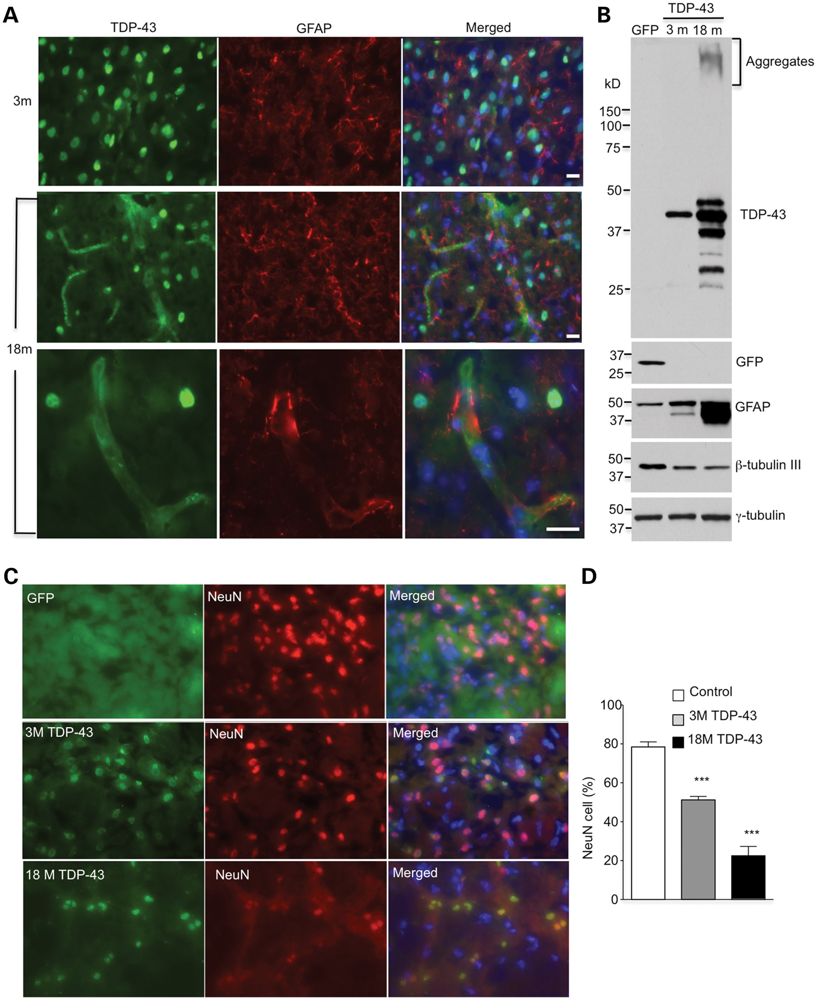 A
TDP-43 GFAP Merged
3m
18m
B
TDP-43
GFP 3 m 18 m
Aggregates
kD
150
100
75
50
TDP-43
37
25
37
GFP
25
50
GFAP
37
50
β-tubulin III
37
50
γ-tubulin
37
C
GFP NeuN Merged
3M TDP-43 NeuN Merged
18 M TDP-43 NeuN Merged
D
Control
3M TDP-43
18M TDP-43
NeuN cell (%)
100
80
60
40
20
0
***
***